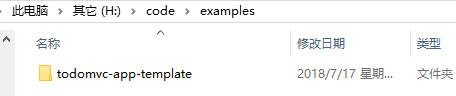 此电脑 › 其它 (H:) › code › examples
名称 修改日期 类型
todomvc-app-template 2018/7/17 星期... 文件夹